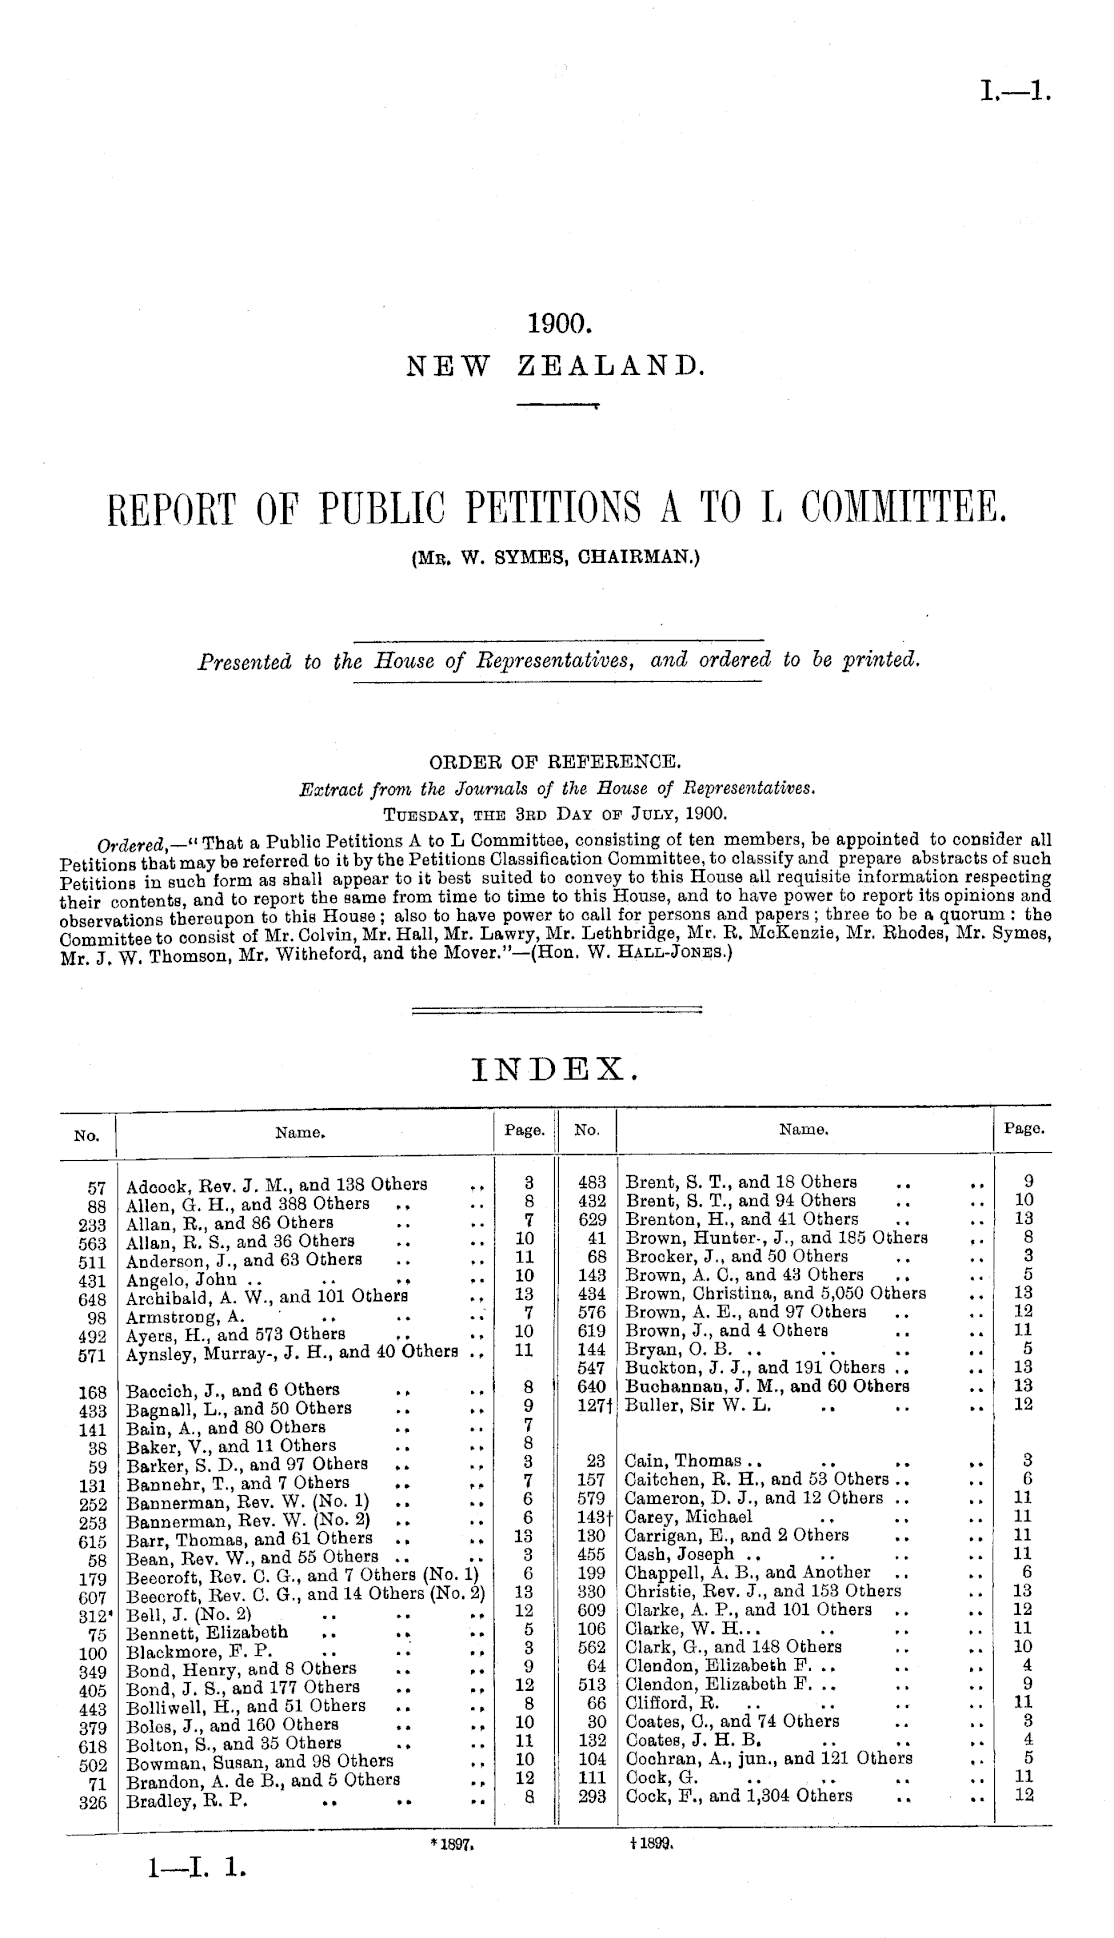 I.—1.
1900.
NEW ZEALAND.
REPORT OF PUBLIC PETITIONS A TO L COMMITTEE.
(MR. W. SYMES, CHAIRMAN.)
Presented to the House of Representatives, and ordered to be printed.
ORDER OF REFERENCE.
Extract from the Journals of the House of Representatives.
TUESDAY, THE 3RD DAY OF JULY, 1900.
Ordered,—"That a Public Petitions A to L Committee, consisting of ten members, be appointed to consider all
Petitions that may be referred to it by the Petitions Classification Committee, to classify and prepare abstracts of such
Petitions in such form as shall appear to it best suited to convey to this House all requisite information respecting
their contents, and to report the same from time to time to this House, and to have power to report its opinions and
observations thereupon to this House; also to have power to call for persons and papers; three to be a quorum: the
Committee to consist of Mr. Colvin, Mr. Hall, Mr. Lawry, Mr. Lethbridge, Mr. R. McKenzie, Mr. Rhodes, Mr. Symes,
Mr. J. W. Thomson, Mr. Witheford, and the Mover."—(Hon. W. HALL-JONES.)
INDEX.
No. Name. Page.
57 Adcock, Rev. J. M., and 138 Others .. 3
88 Allen, G. H., and 388 Others .. .. 8
233 Allan, R., and 86 Others .. .. 7
563 Allan, R. S., and 36 Others .. .. 10
511 Anderson, J., and 63 Others .. .. 11
431 Angelo, John .. .. .. .. 10
648 Archibald, A. W., and 101 Others .. 13
98 Armstrong, A. .. .. .. 7
492 Ayers, H., and 573 Others .. .. 10
571 Aynsley, Murray-, J. H., and 40 Others .. 11
168 Baccich, J., and 6 Others .. .. 8
433 Bagnall, L., and 50 Others .. .. 9
141 Bain, A., and 80 Others .. .. 7
38 Baker, V., and 11 Others .. .. 8
59 Barker, S. D., and 97 Others .. .. 3
131 Bannehr, T., and 7 Others .. .. 7
252 Bannerman, Rev. W. (No. 1) .. .. 6
253 Bannerman, Rev. W. (No. 2) .. .. 6
615 Barr, Thomas, and 61 Others .. .. 13
58 Bean, Rev. W., and 55 Others .. .. 3
179 Beecroft, Rev. C. G., and 7 Others (No. 1) 6
607 Beecroft, Rev. C. G., and 14 Others (No. 2) 13
312* Bell, J. (No. 2) .. .. .. 12
75 Bennett, Elizabeth .. .. .. 5
100 Blackmore, F. P. .. .. .. 3
349 Bond, Henry, and 8 Others .. .. 9
405 Bond, J. S., and 177 Others .. .. 12
443 Bolliwell, H., and 51 Others .. .. 8
379 Boles, J., and 160 Others .. .. 10
618 Bolton, S., and 35 Others .. .. 11
502 Bowman, Susan, and 98 Others .. 10
71 Brandon, A. de B., and 5 Others .. 12
326 Bradley, R. P. .. .. .. 8
No. Name. Page.
483 Brent, S. T., and 18 Others .. .. 9
432 Brent, S. T., and 94 Others .. .. 10
629 Brenton, H., and 41 Others .. .. 13
41 Brown, Hunter-, J., and 185 Others .. 8
68 Brocker, J., and 50 Others .. .. 3
143 Brown, A. C., and 43 Others .. .. 5
434 Brown, Christina, and 5,050 Others .. 13
576 Brown, A. E., and 97 Others .. .. 12
619 Brown, J., and 4 Others .. .. 11
144 Bryan, O. B. .. .. .. .. 5
547 Buckton, J. J., and 191 Others .. .. 13
640 Buchannan, J. M., and 60 Others .. 13
127† Buller, Sir W. L. .. .. .. 12
23 Cain, Thomas .. .. .. .. 3
157 Caitchen, R. H., and 53 Others .. .. 6
579 Cameron, D. J., and 12 Others .. .. 11
143† Carey, Michael .. .. .. 11
130 Carrigan, E., and 2 Others .. .. 11
455 Cash, Joseph .. .. .. .. 11
199 Chappell, A. B., and Another .. .. 6
330 Christie, Rev. J., and 153 Others .. 13
609 Clarke, A. P., and 101 Others .. .. 12
106 Clarke, W. H... .. .. .. 11
562 Clark, G., and 148 Others .. .. 10
64 Clendon, Elizabeth F. .. .. .. 4
513 Clendon, Elizabeth F. .. .. .. 9
66 Clifford, R. .. .. .. .. 11
30 Coates, C., and 74 Others .. .. 3
132 Coates, J. H. B. .. .. .. 4
104 Cochran, A., jun., and 121 Others .. 5
111 Cock, G. .. .. .. .. 11
293 Cock, F., and 1,304 Others .. .. 12
* 1897. † 1899.
1—I. 1.